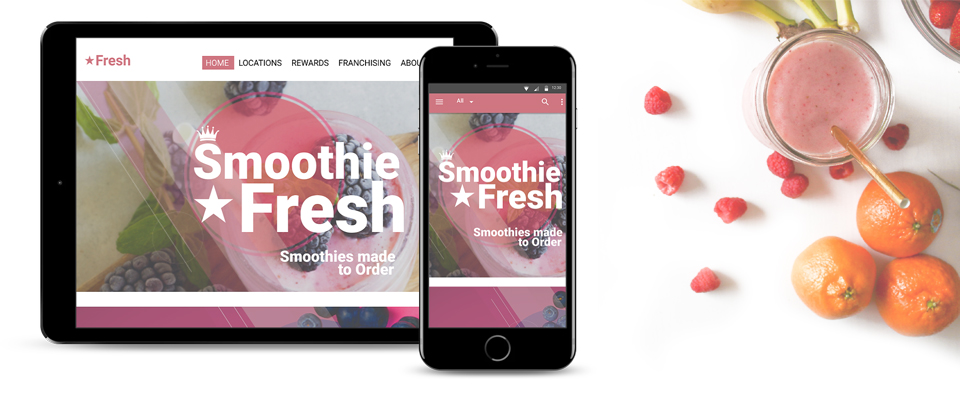 ★Fresh
HOME LOCATIONS REWARDS FRANCHISING ABOU
Smoothie
★Fresh
Smoothies made
to Order
12:30
All
Smoothie
★Fresh
Smoothies made
to Order